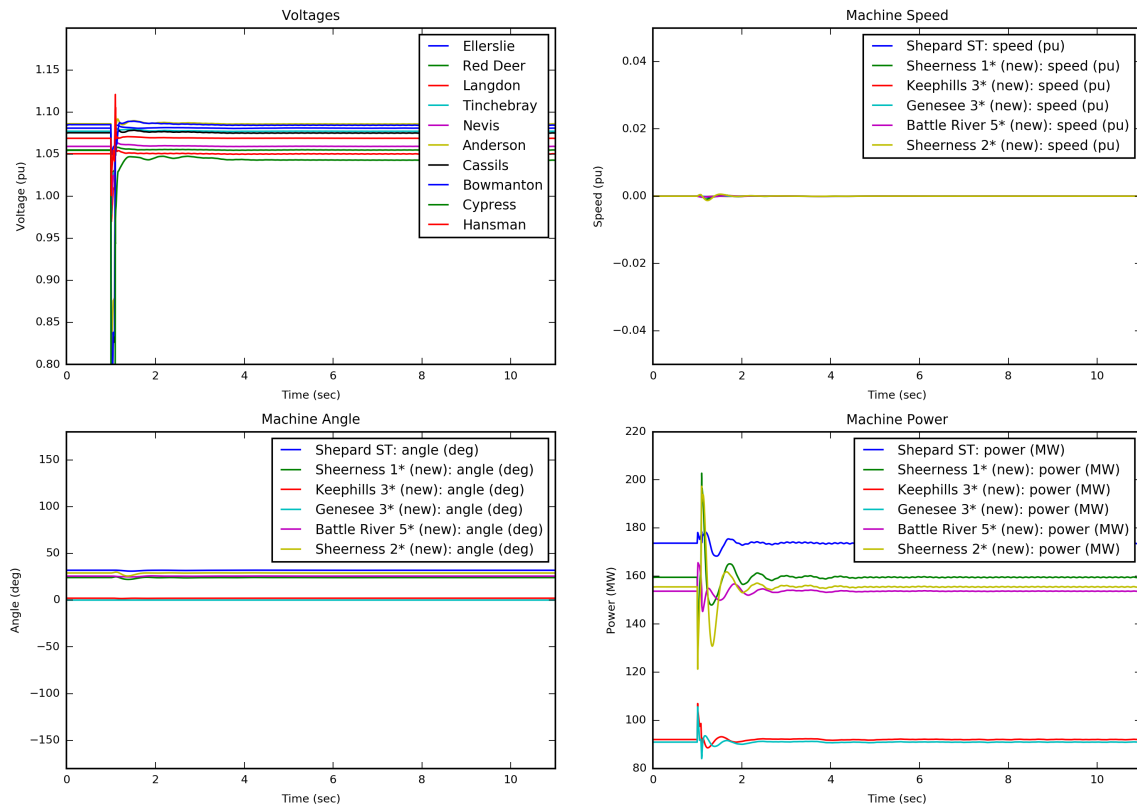 Voltages
Voltage (pu)
1.15
1.10
1.05
1.00
0.95
0.90
0.85
0.80
0
2
4
6
8
10
Time (sec)
Ellerslie
Red Deer
Langdon
Tinchebray
Nevis
Anderson
Cassils
Bowmanton
Cypress
Hansman
Machine Speed
Speed (pu)
0.04
0.02
0.00
−0.02
−0.04
0
2
4
6
8
10
Time (sec)
Shepard ST: speed (pu)
Sheerness 1* (new): speed (pu)
Keephills 3* (new): speed (pu)
Genesee 3* (new): speed (pu)
Battle River 5* (new): speed (pu)
Sheerness 2* (new): speed (pu)
Machine Angle
Angle (deg)
150
100
50
0
−50
−100
−150
0
2
4
6
8
10
Time (sec)
Shepard ST: angle (deg)
Sheerness 1* (new): angle (deg)
Keephills 3* (new): angle (deg)
Genesee 3* (new): angle (deg)
Battle River 5* (new): angle (deg)
Sheerness 2* (new): angle (deg)
Machine Power
Power (MW)
220
200
180
160
140
120
100
80
0
2
4
6
8
10
Time (sec)
Shepard ST: power (MW)
Sheerness 1* (new): power (MW)
Keephills 3* (new): power (MW)
Genesee 3* (new): power (MW)
Battle River 5* (new): power (MW)
Sheerness 2* (new): power (MW)